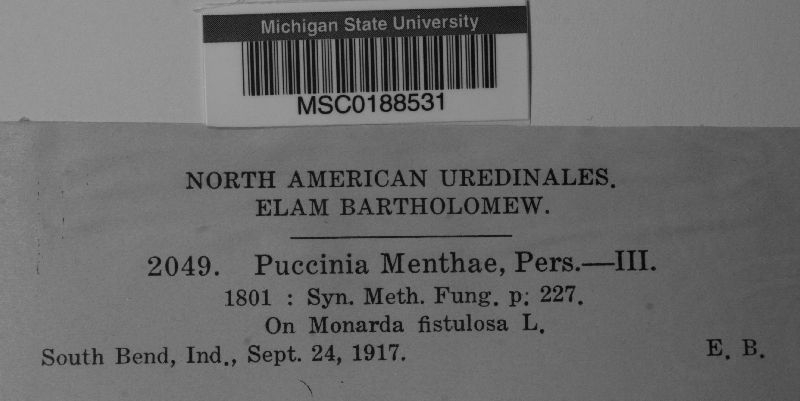 Michigan State University
MSC0188531
NORTH AMERICAN UREDINALES.
ELAM BARTHOLOMEW.
2049. Puccinia Menthae, Pers.—III.
1801 : Syn. Meth. Fung. p. 227.
On Monarda fistulosa L.
South Bend, Ind., Sept. 24, 1917. E. B.